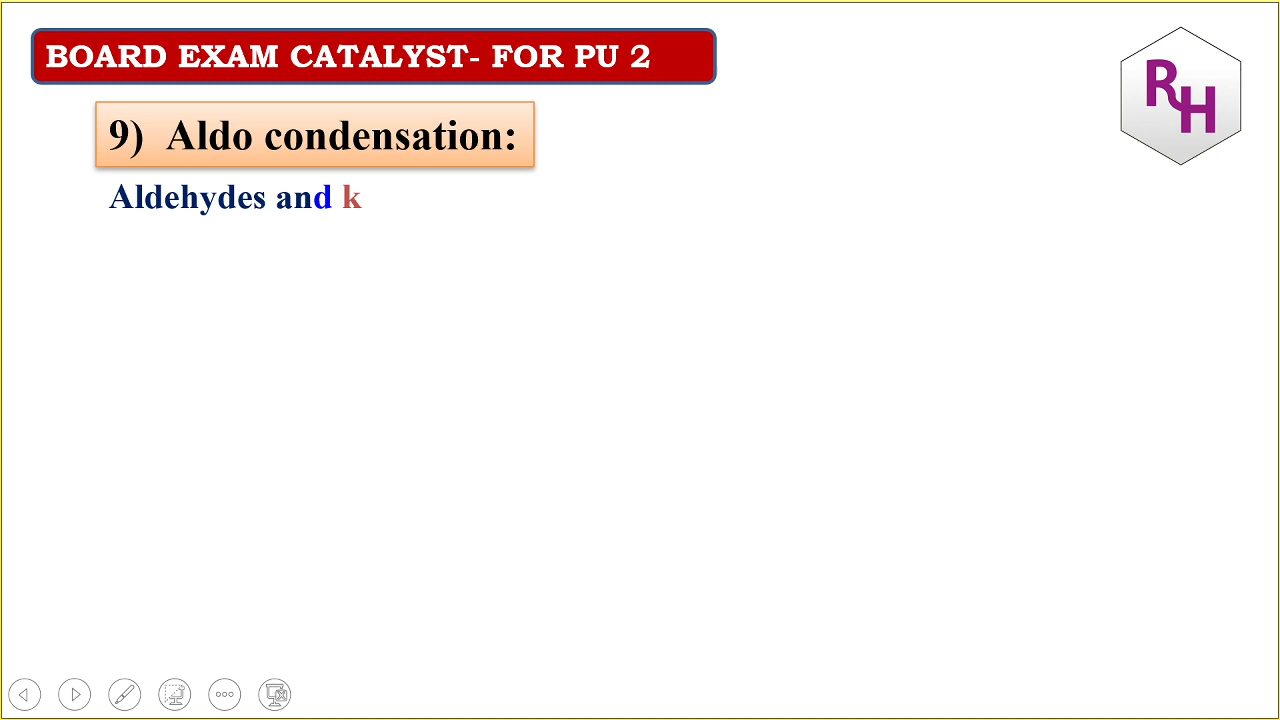 BOARD EXAM CATALYST- FOR PU 2
RH
9) Aldo condensation:
Aldehydes and k